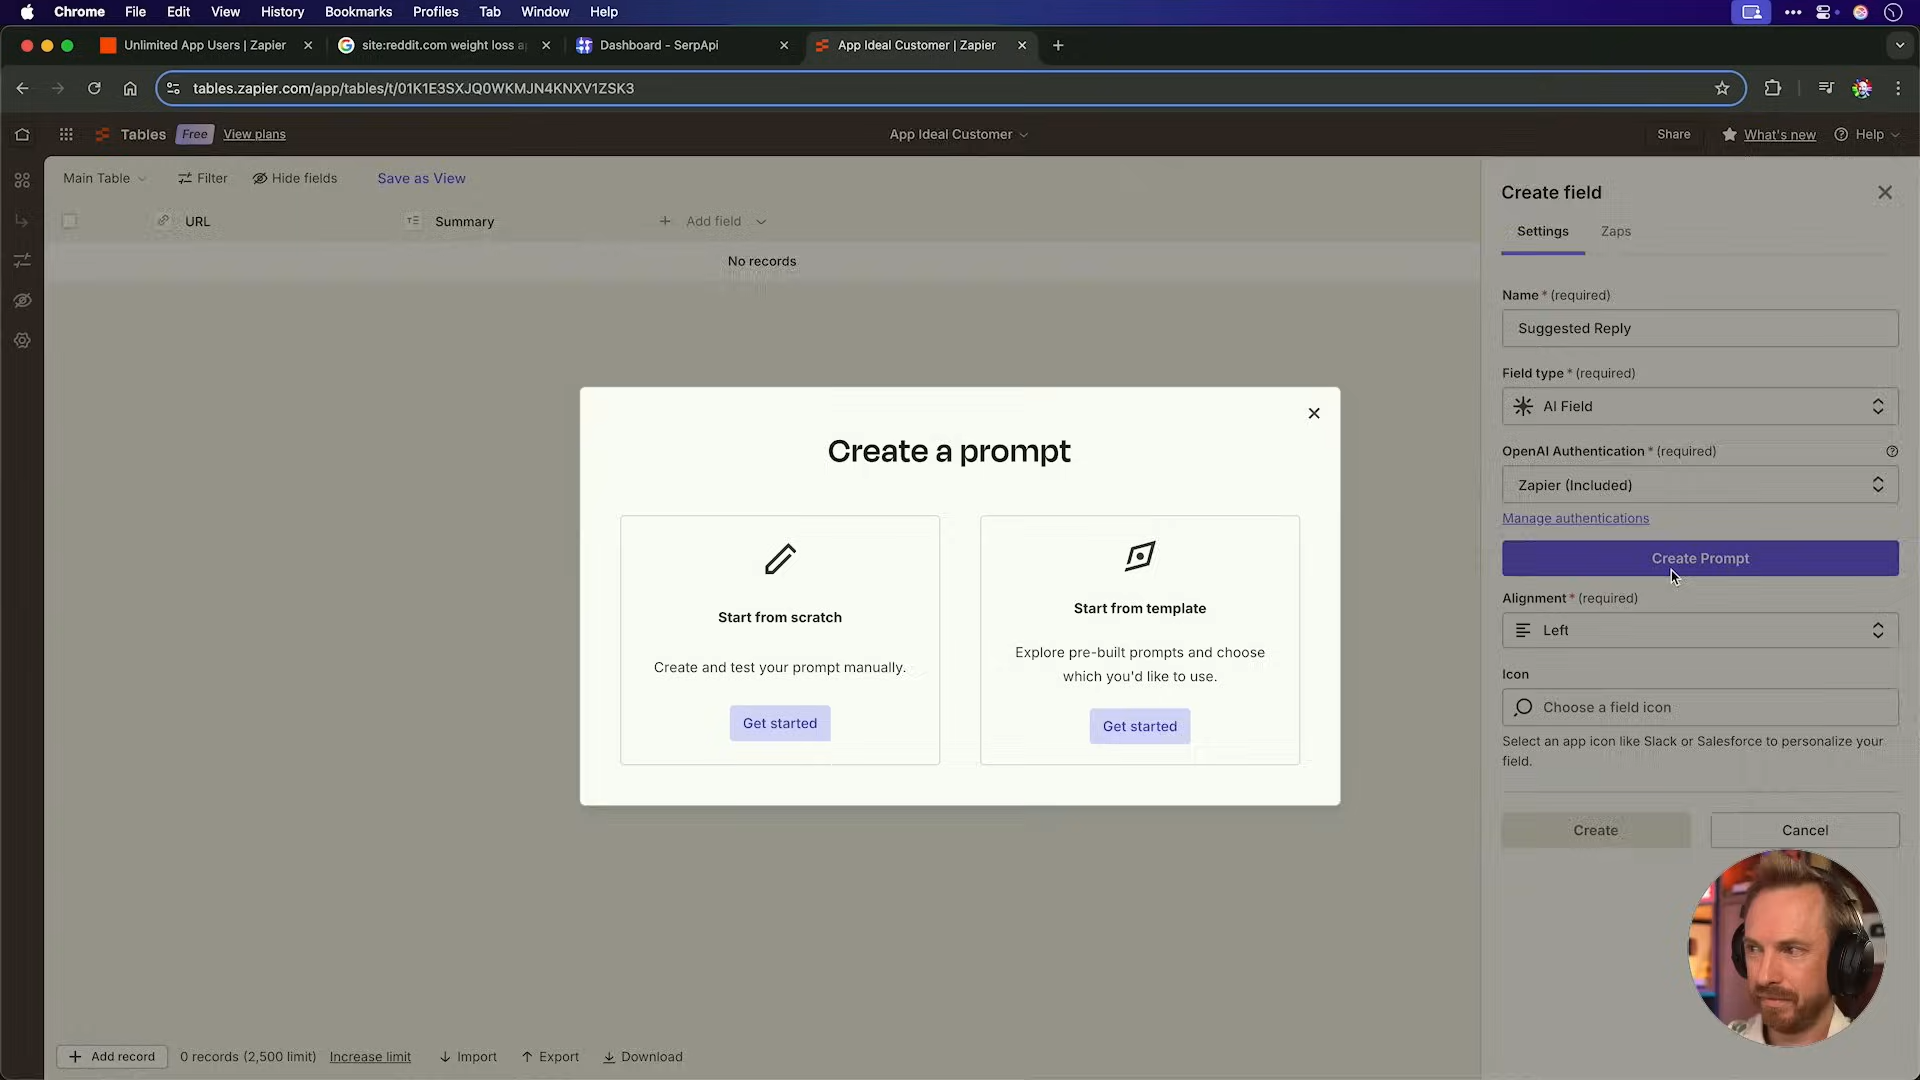 Chrome File Edit View History Bookmarks Profiles Tab Window Help
Unlimited App Users | Zapier
site:reddit.com weight loss a
Dashboard - SerpApi
App Ideal Customer | Zapier
tables.zapier.com/app/tables/t/01K1E3SXJQ0WKMJN4KNXV1ZSK3
Tables Free View plans
App Ideal Customer
Share What's new Help
Main Table Filter Hide fields Save as View
URL Summary Add field
No records
Create a prompt
Start from scratch
Create and test your prompt manually.
Get started
Start from template
Explore pre-built prompts and choose
which you'd like to use.
Get started
Create field
Settings Zaps
Name * (required)
Suggested Reply
Field type * (required)
AI Field
OpenAI Authentication * (required)
Zapier (Included)
Manage authentications
Create Prompt
Alignment * (required)
Left
Icon
Choose a field icon
Select an app icon like Slack or Salesforce to personalize your
field.
Create Cancel
Add record 0 records (2,500 limit) Increase limit Import Export Download